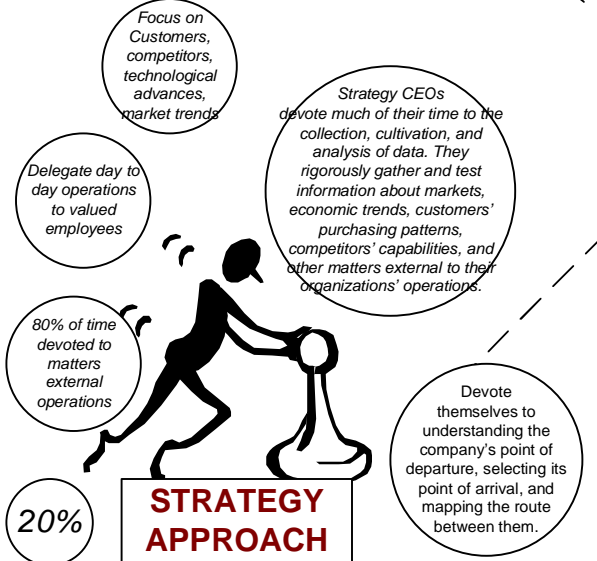 Focus on
Customers,
competitors,
technological
advances,
market trends
Strategy CEOs
devote much of their time to the
collection, cultivation, and
analysis of data. They
rigorously gather and test
information about markets,
economic trends, customers’
purchasing patterns,
competitors’ capabilities, and
other matters external to their
organizations’ operations.
Delegate day to
day operations
to valued
employees
80% of time
devoted to
matters
external
operations
Devote
themselves to
understanding the
company’s point of
departure, selecting its
point of arrival, and
mapping the route
between them.
20%
STRATEGY
APPROACH